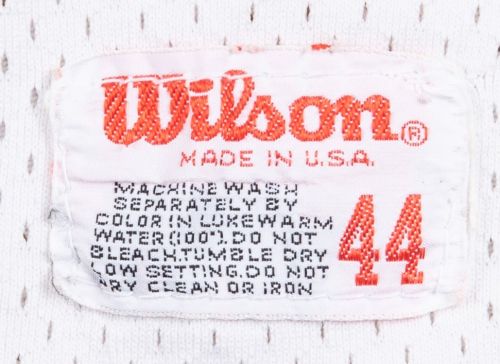 Wilson®
MADE IN U.S.A.
MACHINE WASH
SEPARATELY BY
COLOR IN LUKEWARM
WATER (100°). DO NOT
BLEACH. TUMBLE DRY
LOW SETTING. DO NOT
DRY CLEAN OR IRON
44